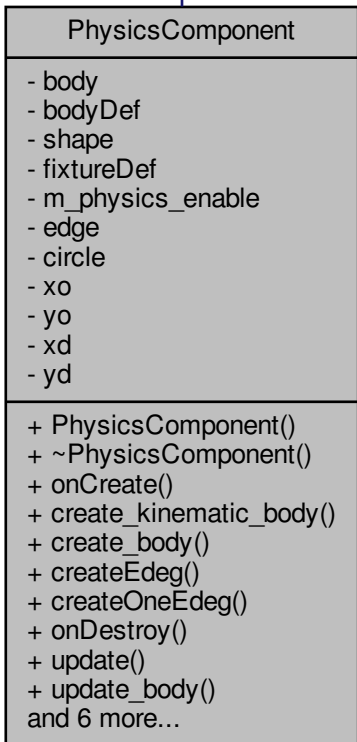 PhysicsComponent
- body
- bodyDef
- shape
- fixtureDef
- m_physics_enable
- edge
- circle
- xo
- yo
- xd
- yd
+ PhysicsComponent()
+ ~PhysicsComponent()
+ onCreate()
+ create_kinematic_body()
+ create_body()
+ createEdeg()
+ createOneEdeg()
+ onDestroy()
+ update()
+ update_body()
and 6 more...